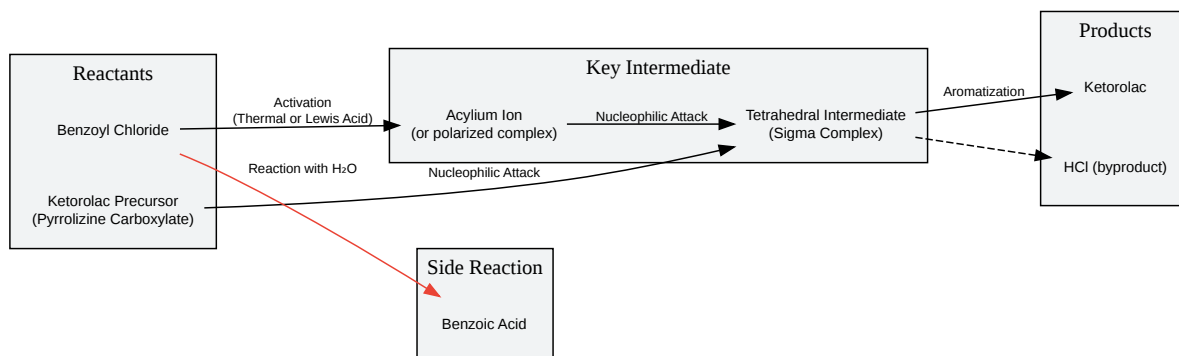 Reactants
Benzoyl Chloride
Ketorolac Precursor
(Pyrrolizine Carboxylate)
Activation
(Thermal or Lewis Acid)
Reaction with H₂O
Nucleophilic Attack
Key Intermediate
Acylium Ion
(or polarized complex)
Nucleophilic Attack
Tetrahedral Intermediate
(Sigma Complex)
Aromatization
Products
Ketorolac
HCl (byproduct)
Side Reaction
Benzoic Acid